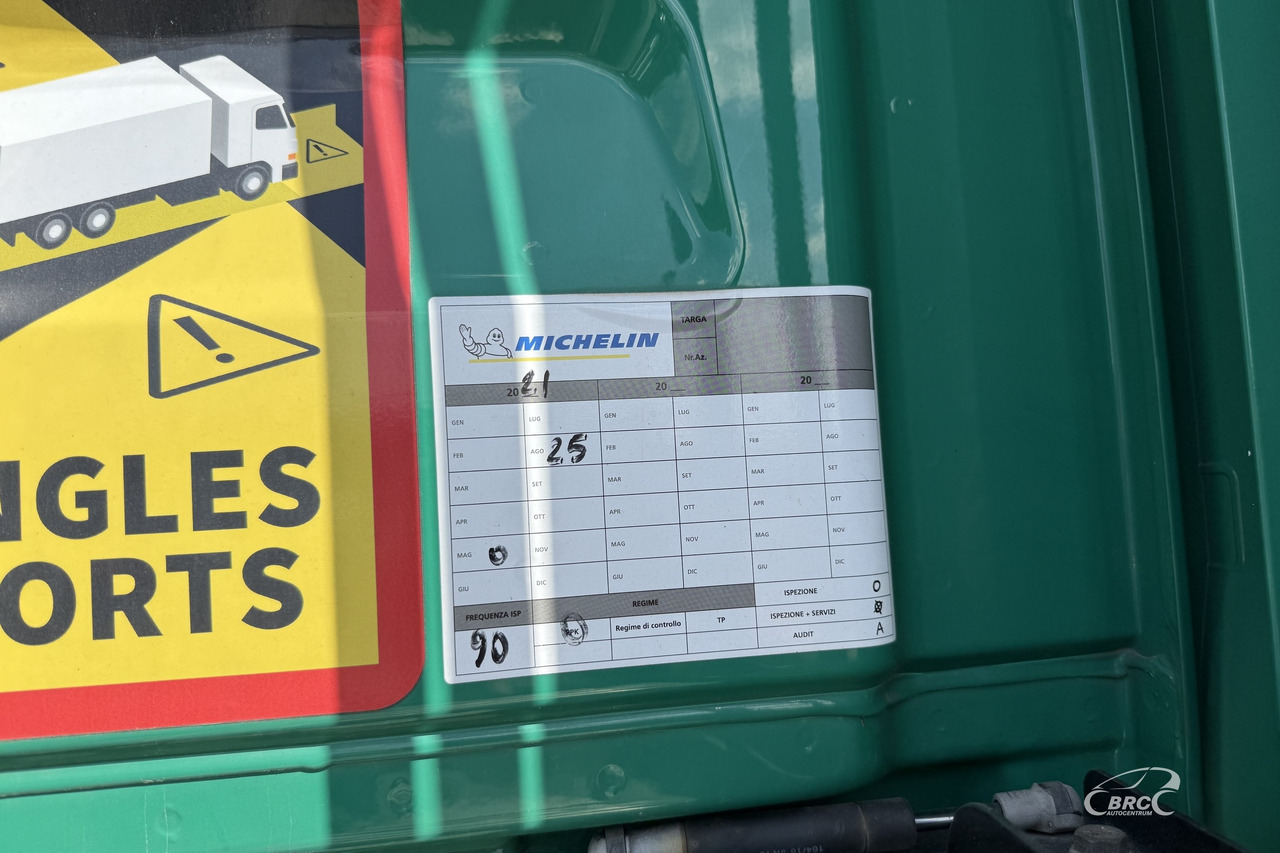 NGLES
ORTS
MICHELIN
TARGA
Nr.Az.
2021 20__ 20__
GEN LUG GEN LUG GEN LUG
FEB AGO 25 FEB AGO FEB AGO
MAR SET MAR SET MAR SET
APR OTT APR OTT APR OTT
MAG O NOV MAG NOV MAG NOV
GIU DIC GIU DIC GIU DIC
FREQUENZA ISP REGIME ISPEZIONE O
90 PPK Regime di controllo TP ISPEZIONE + SERVIZI
AUDIT A
BRC
AUTOCENTRUM